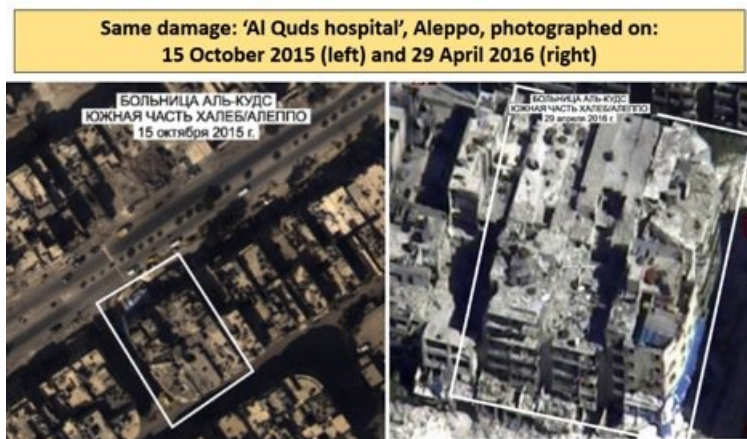 Same damage: ‘Al Quds hospital’, Aleppo, photographed on:
15 October 2015 (left) and 29 April 2016 (right)
БОЛЬНИЦА АЛЬ-КУДС
ЮЖНАЯ ЧАСТЬ ХАЛЕБ/АЛЕППО
15 октября 2015 г.
БОЛЬНИЦА АЛЬ-КУДС
ЮЖНАЯ ЧАСТЬ ХАЛЕБ/АЛЕППО
29 апреля 2016 г.